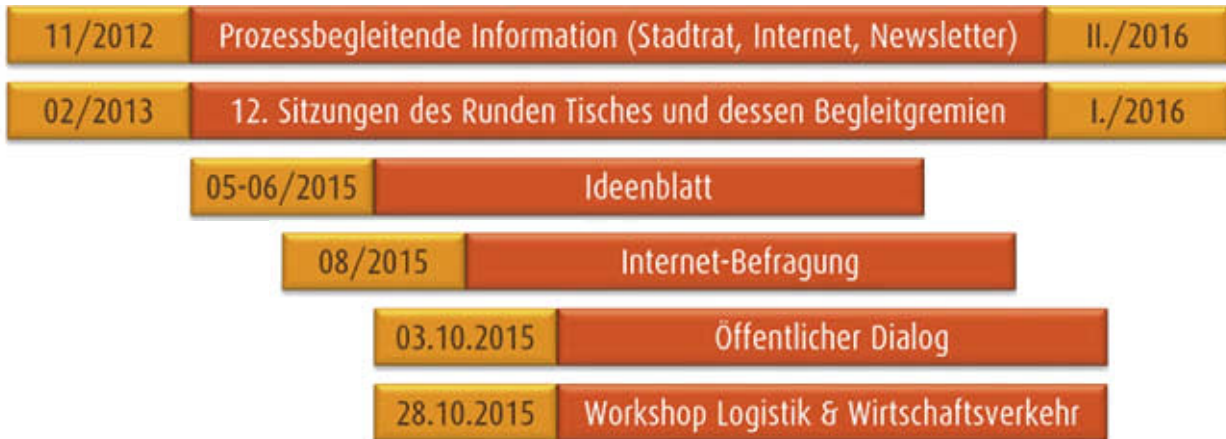 11/2012 Prozessbegleitende Information (Stadtrat, Internet, Newsletter) II./2016
02/2013 12. Sitzungen des Runden Tisches und dessen Begleitgremien I./2016
05-06/2015 Ideenblatt
08/2015 Internet-Befragung
03.10.2015 Öffentlicher Dialog
28.10.2015 Workshop Logistik & Wirtschaftsverkehr